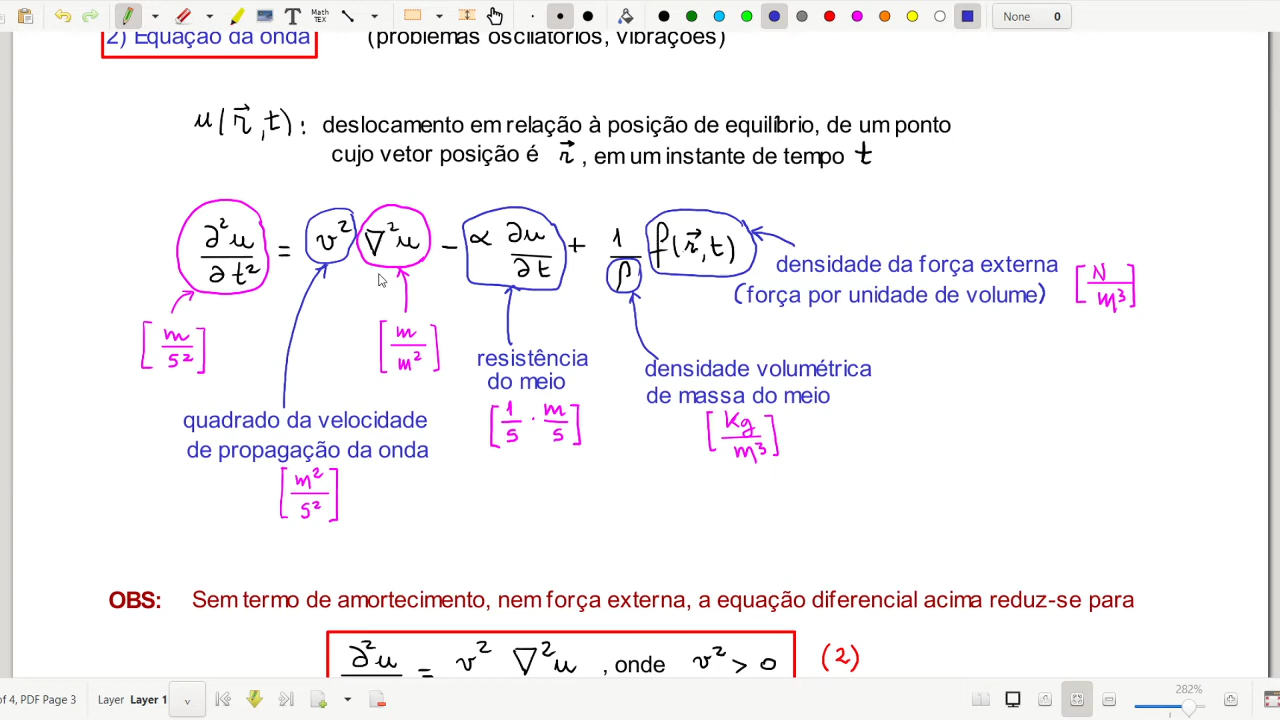 T Math TEX None 0
2) Equação da onda (problemas oscilatórios, vibrações)
u(r⃗,t): deslocamento em relação à posição de equilíbrio, de um ponto
cujo vetor posição é r⃗, em um instante de tempo t
∂²u/∂t² = v² ∇²u − α ∂u/∂t + 1/ρ f(r⃗,t)
densidade da força externa
(força por unidade de volume) [N/m³]
[m/s²] [m/m²]
resistência
do meio
[1/s · m/s]
densidade volumétrica
de massa do meio
[Kg/m³]
quadrado da velocidade
de propagação da onda
[m²/s²]
OBS: Sem termo de amortecimento, nem força externa, a equação diferencial acima reduz-se para
∂²u = v² ∇²u , onde v² > 0 (2)
of 4, PDF Page 3 Layer Layer 1 v 282%